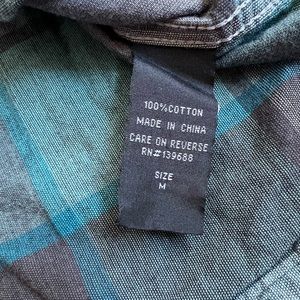 100%COTTON
MADE IN CHINA
CARE ON REVERSE
RN#139688
SIZE
M